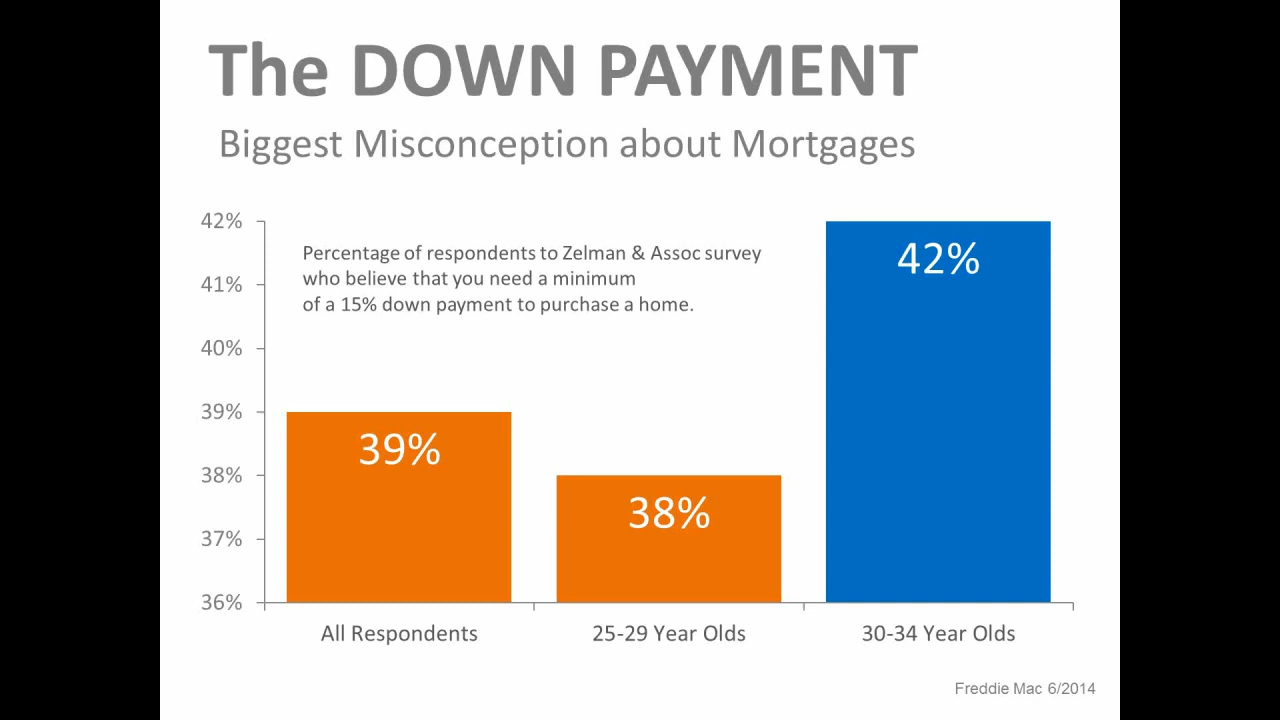 The DOWN PAYMENT
Biggest Misconception about Mortgages
42%
41%
40%
39%
38%
37%
36%
Percentage of respondents to Zelman & Assoc survey
who believe that you need a minimum
of a 15% down payment to purchase a home.
39%
38%
42%
All Respondents
25-29 Year Olds
30-34 Year Olds
Freddie Mac 6/2014